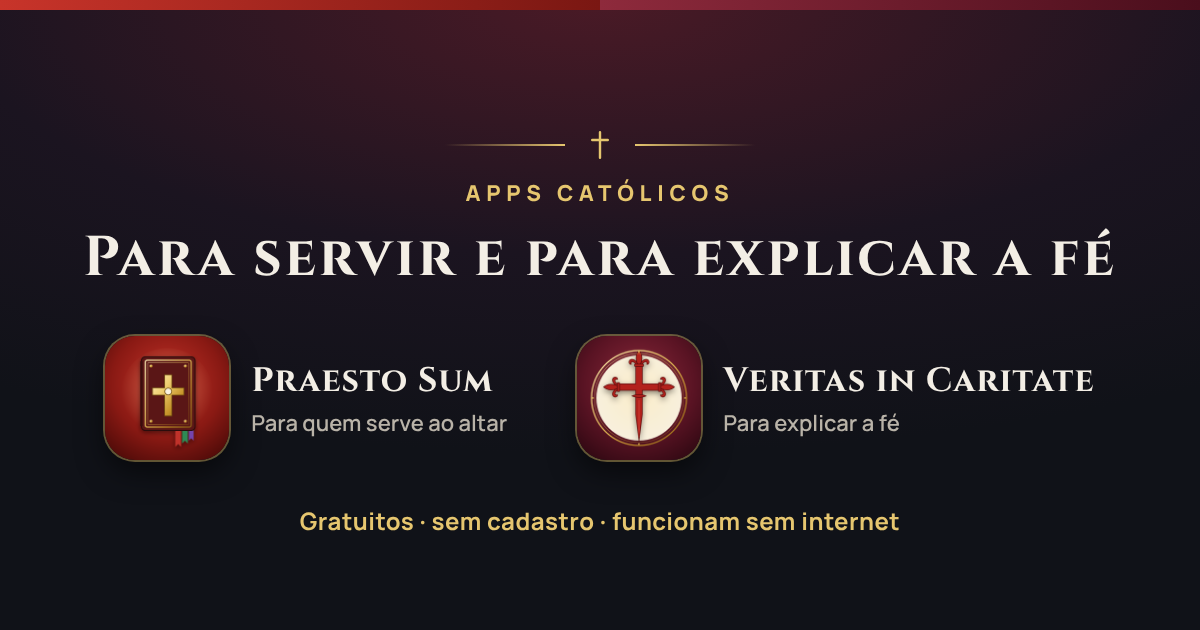 APPS CATÓLICOS
Para servir e para explicar a fé
Praesto Sum
Para quem serve ao altar
Veritas in Caritate
Para explicar a fé
Gratuitos · sem cadastro · funcionam sem internet